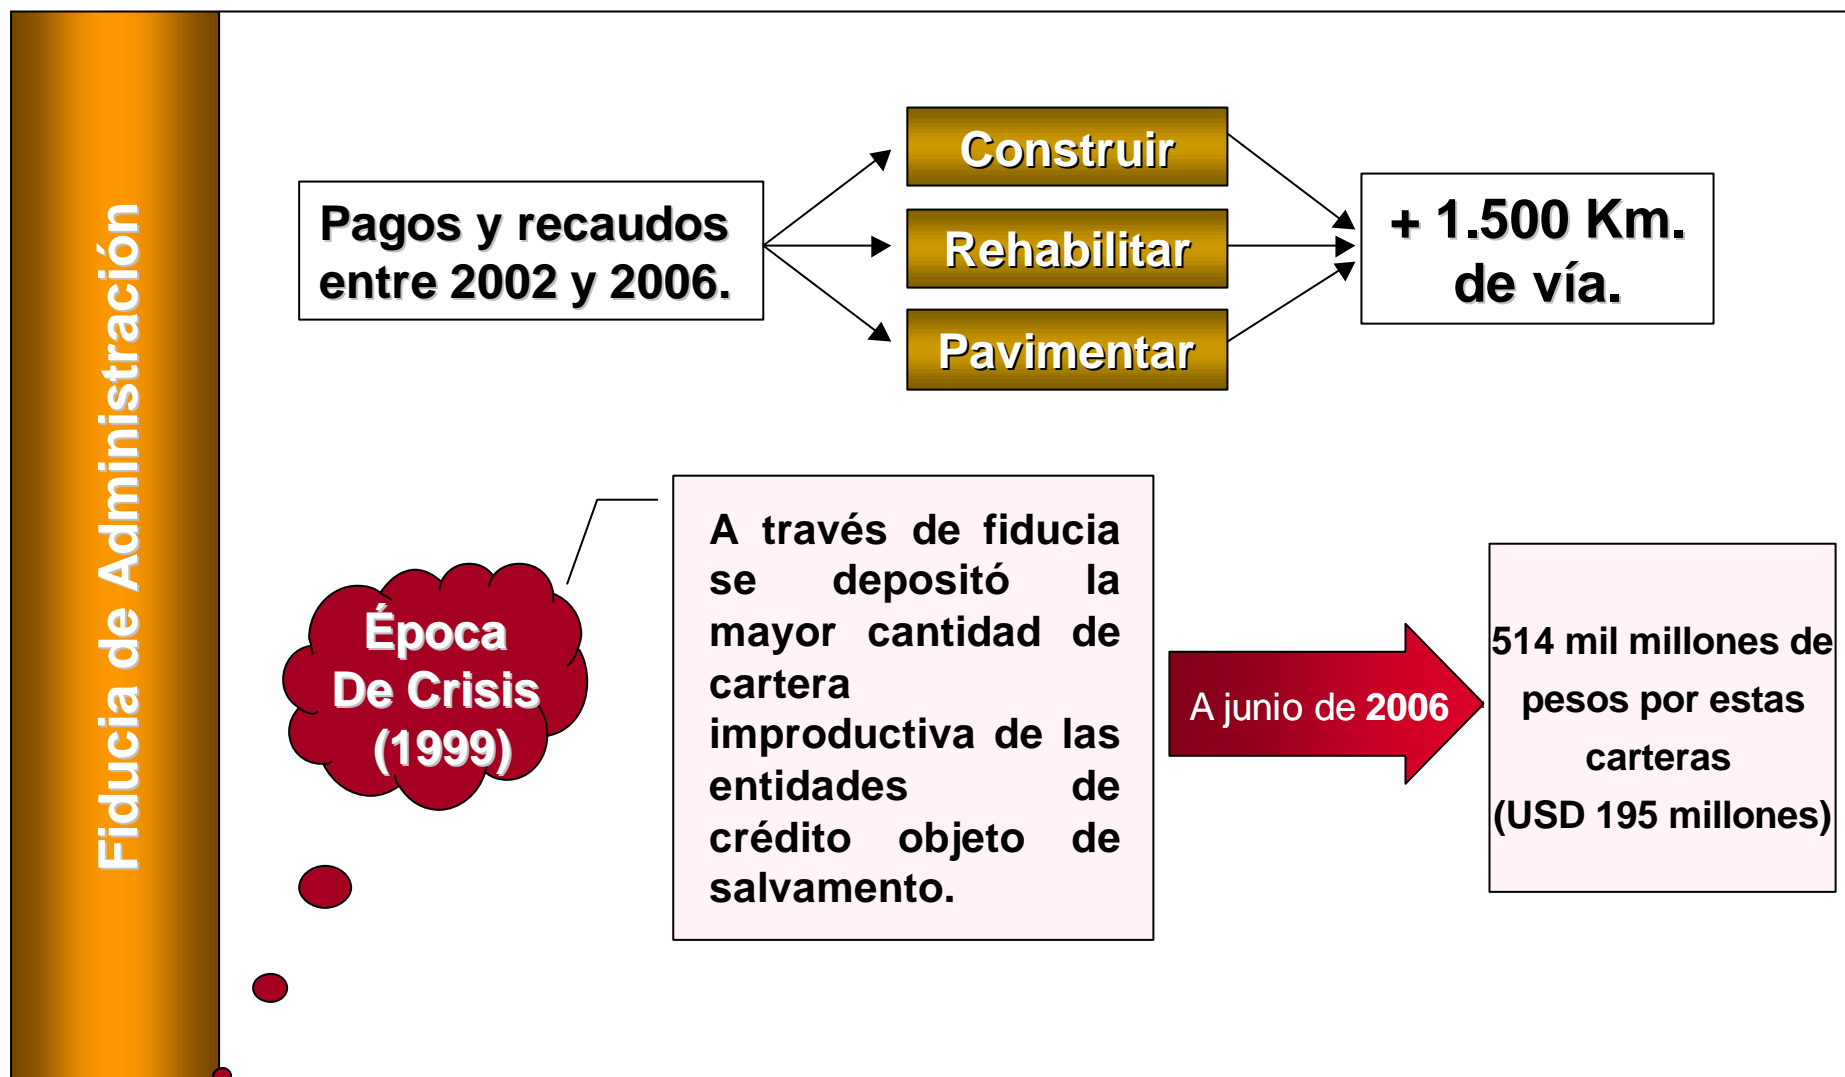 Fiducia de Administración
Pagos y recaudos
entre 2002 y 2006.
Construir
Rehabilitar
Pavimentar
+ 1.500 Km.
de vía.
Época
De Crisis
(1999)
A través de fiducia
se depositó la
mayor cantidad de
cartera
improductiva de las
entidades de
crédito objeto de
salvamento.
A junio de 2006
514 mil millones de
pesos por estas
carteras
(USD 195 millones)